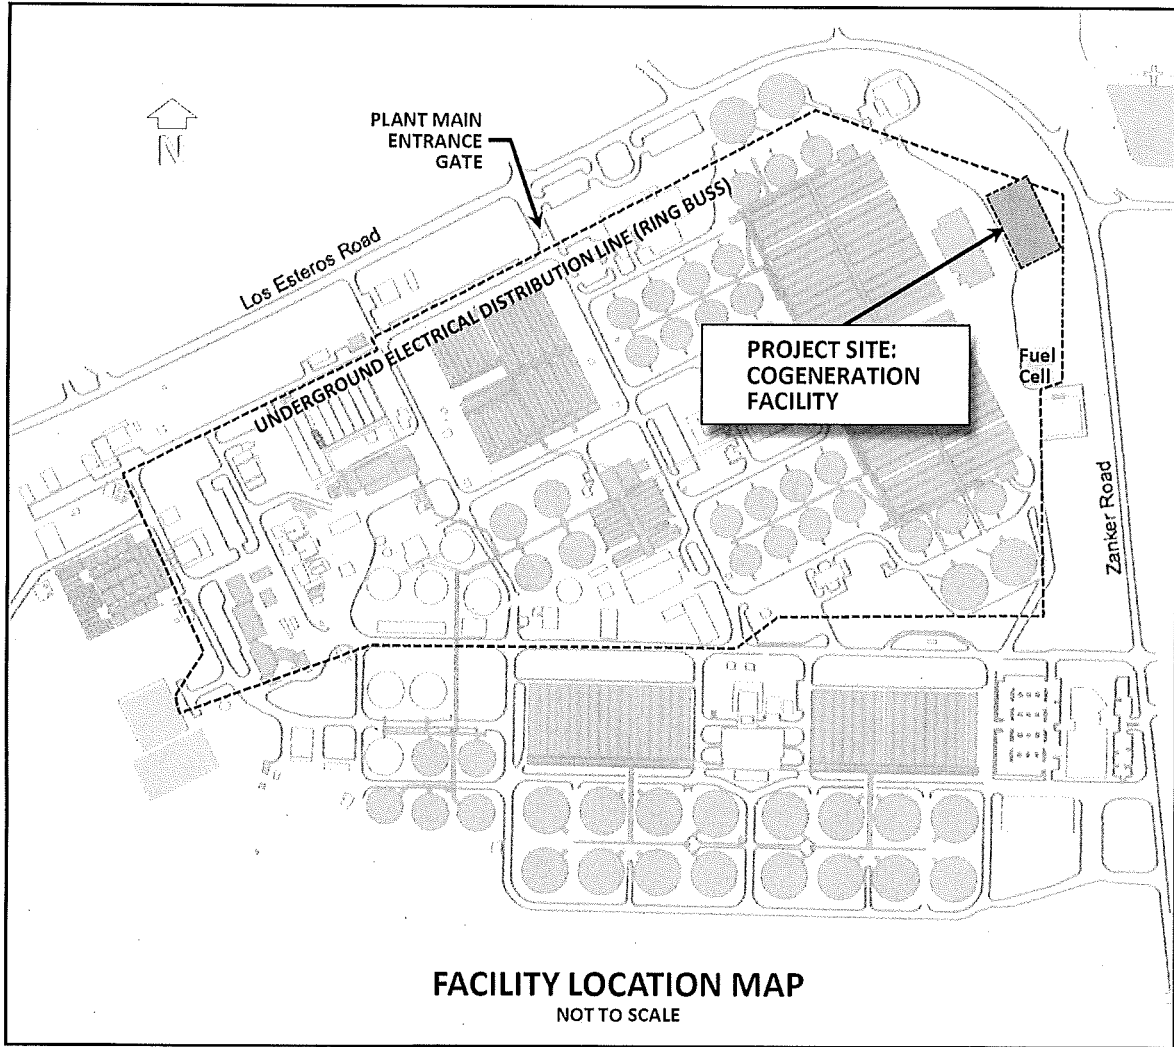 PLANT MAIN
ENTRANCE
GATE
N
Los Esteros Road
UNDERGROUND ELECTRICAL DISTRIBUTION LINE (RING BUSS)
PROJECT SITE:
COGENERATION
FACILITY
Fuel
Cell
Zanker Road
FACILITY LOCATION MAP
NOT TO SCALE